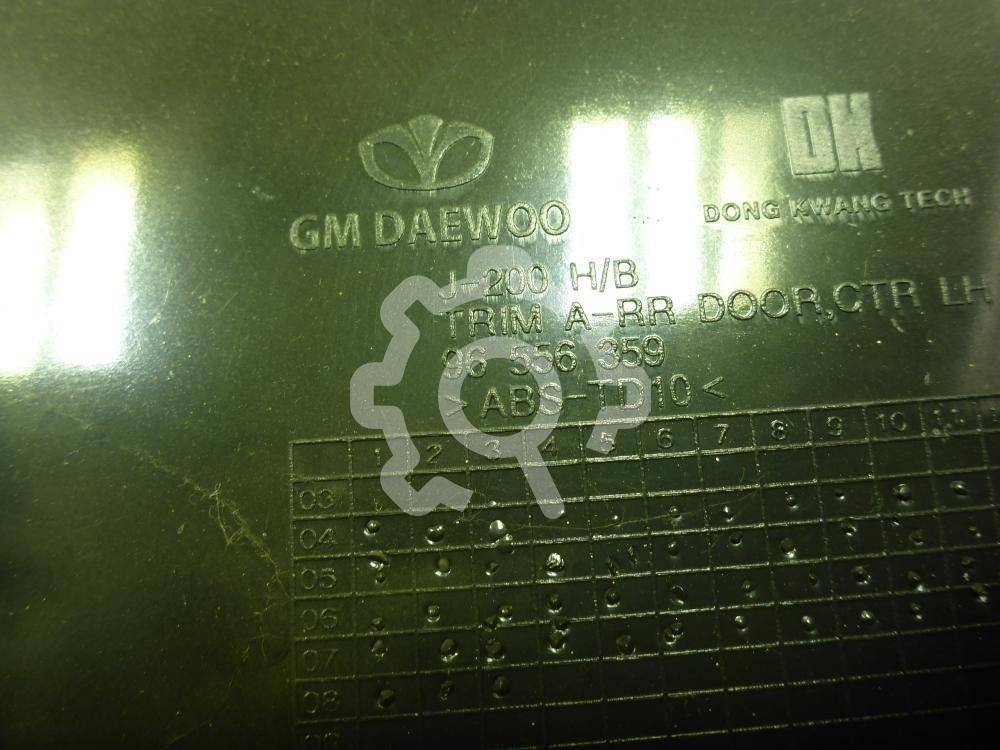 DK
GM DAEWOO
DONG KWANG TECH
J-200 H/B
TRIM A-RR DOOR,CTR LH
96 556 359
>ABS-TD10<
1 2 3 4 5 6 7 8 9 10 11
03
04
05
06
07
08